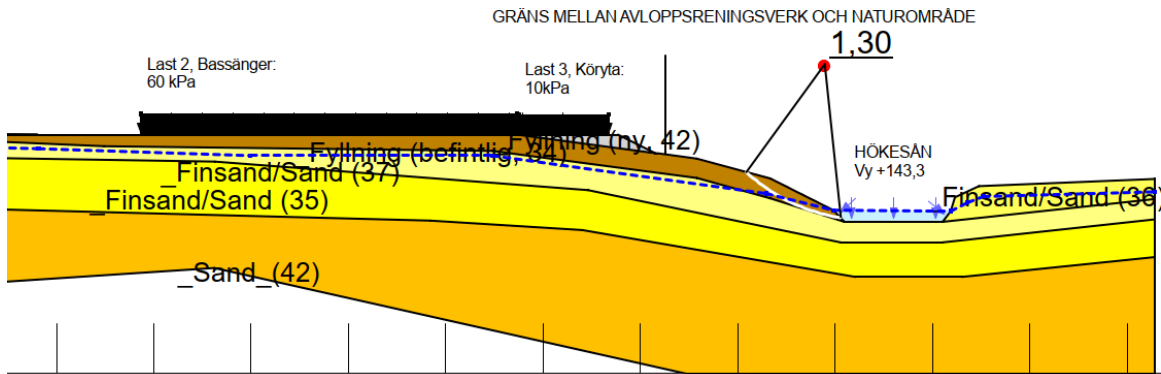 GRÄNS MELLAN AVLOPPSRENINGSVERK OCH NATUROMRÅDE
1,30
Last 2, Bassänger:
60 kPa
Last 3, Köryta:
10kPa
Fyllning (ny, 42)
Fyllning (befintlig, 34)
HÖKESÅN
Vy +143,3
_Finsand/Sand (37)
_Finsand/Sand (35)
Finsand/Sand (36)
_Sand_(42)